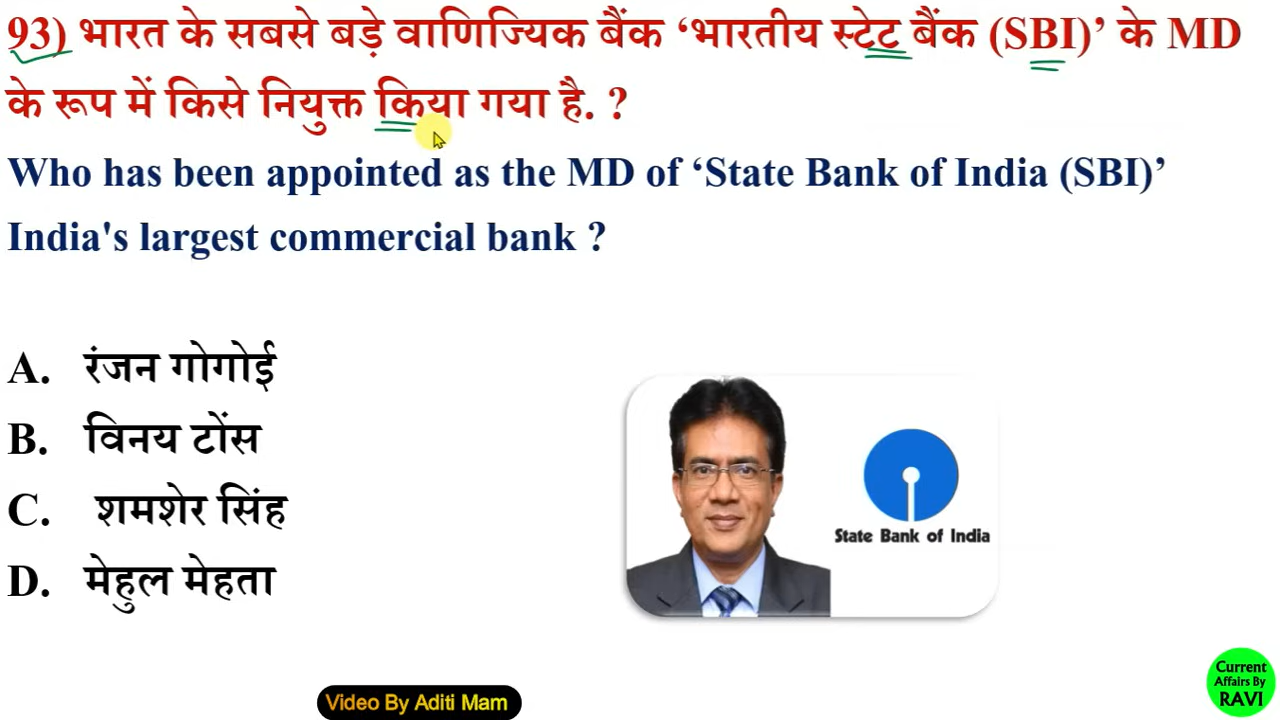 93) भारत के सबसे बड़े वाणिज्यिक बैंक ‘भारतीय स्टेट बैंक (SBI)’ के MD
के रूप में किसे नियुक्त किया गया है. ?
Who has been appointed as the MD of ‘State Bank of India (SBI)’
India's largest commercial bank ?
A. रंजन गोगोई
B. विनय टोंस
C. शमशेर सिंह
D. मेहुल मेहता
State Bank of India
Video By Aditi Mam
Current
Affairs By
RAVI